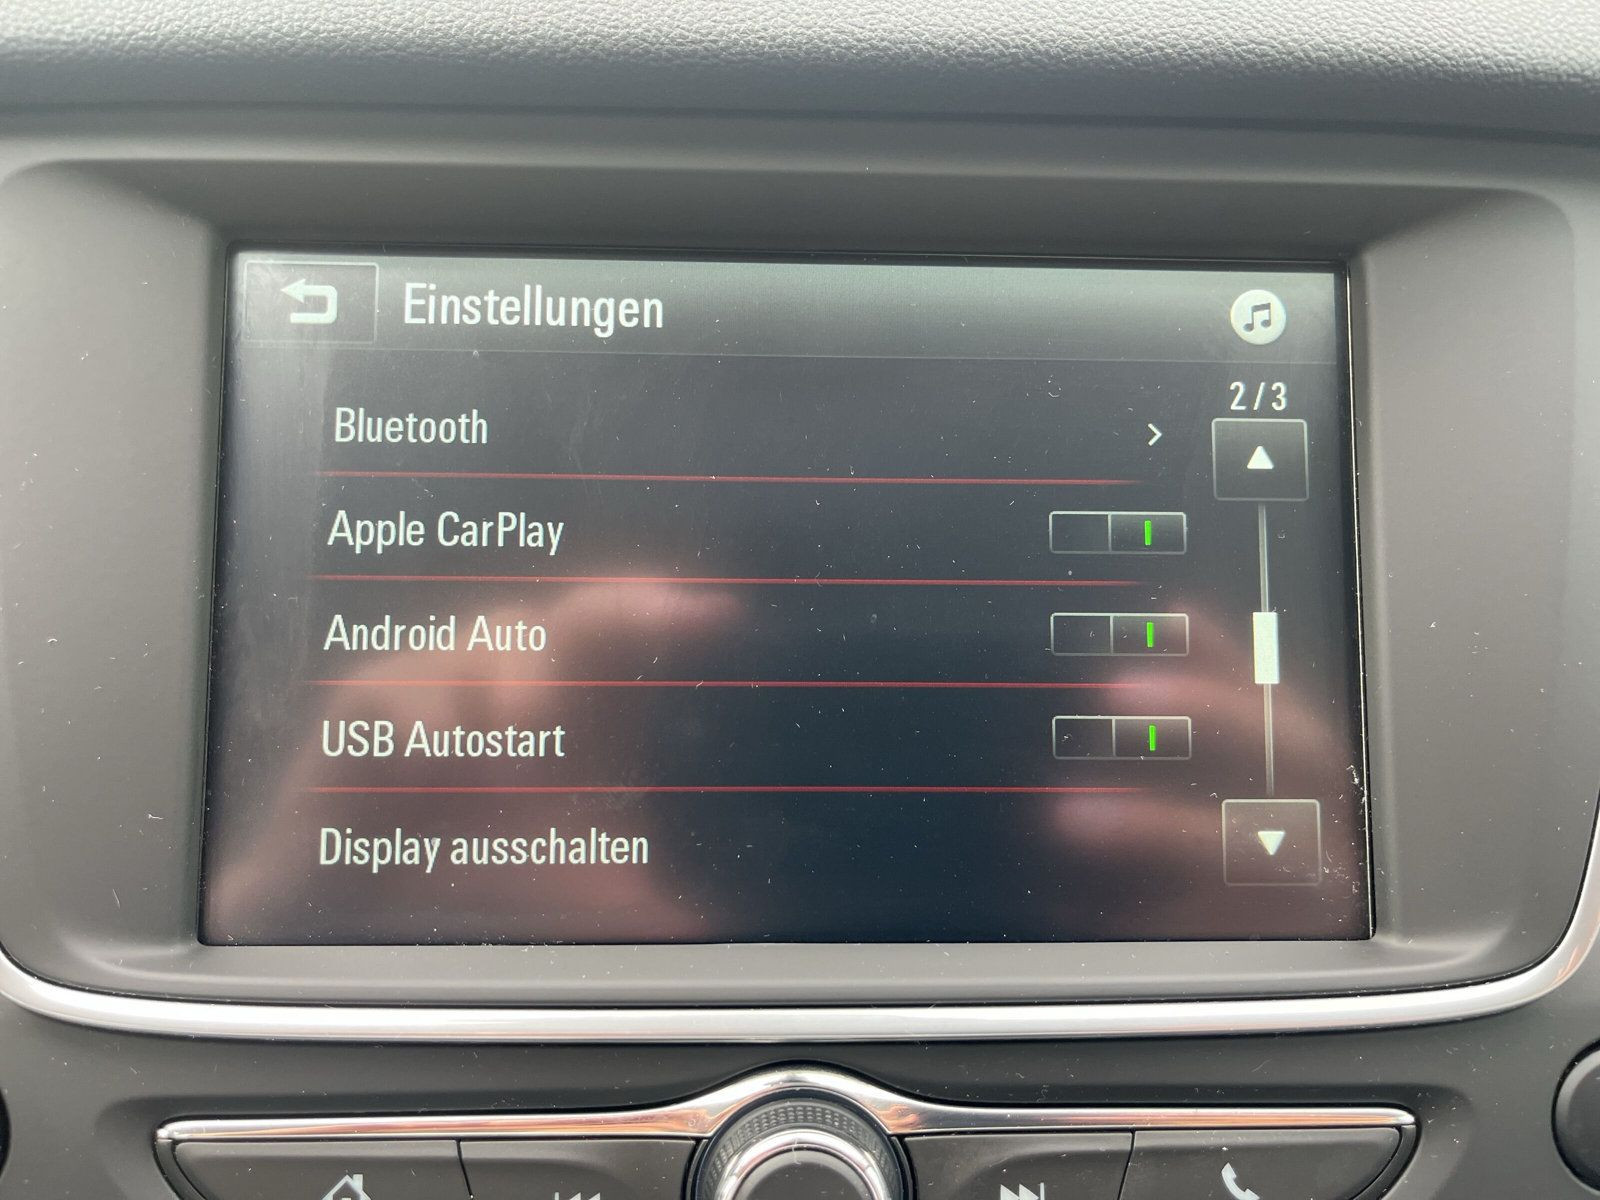 Einstellungen
2/3
Bluetooth
Apple CarPlay
Android Auto
USB Autostart
Display ausschalten